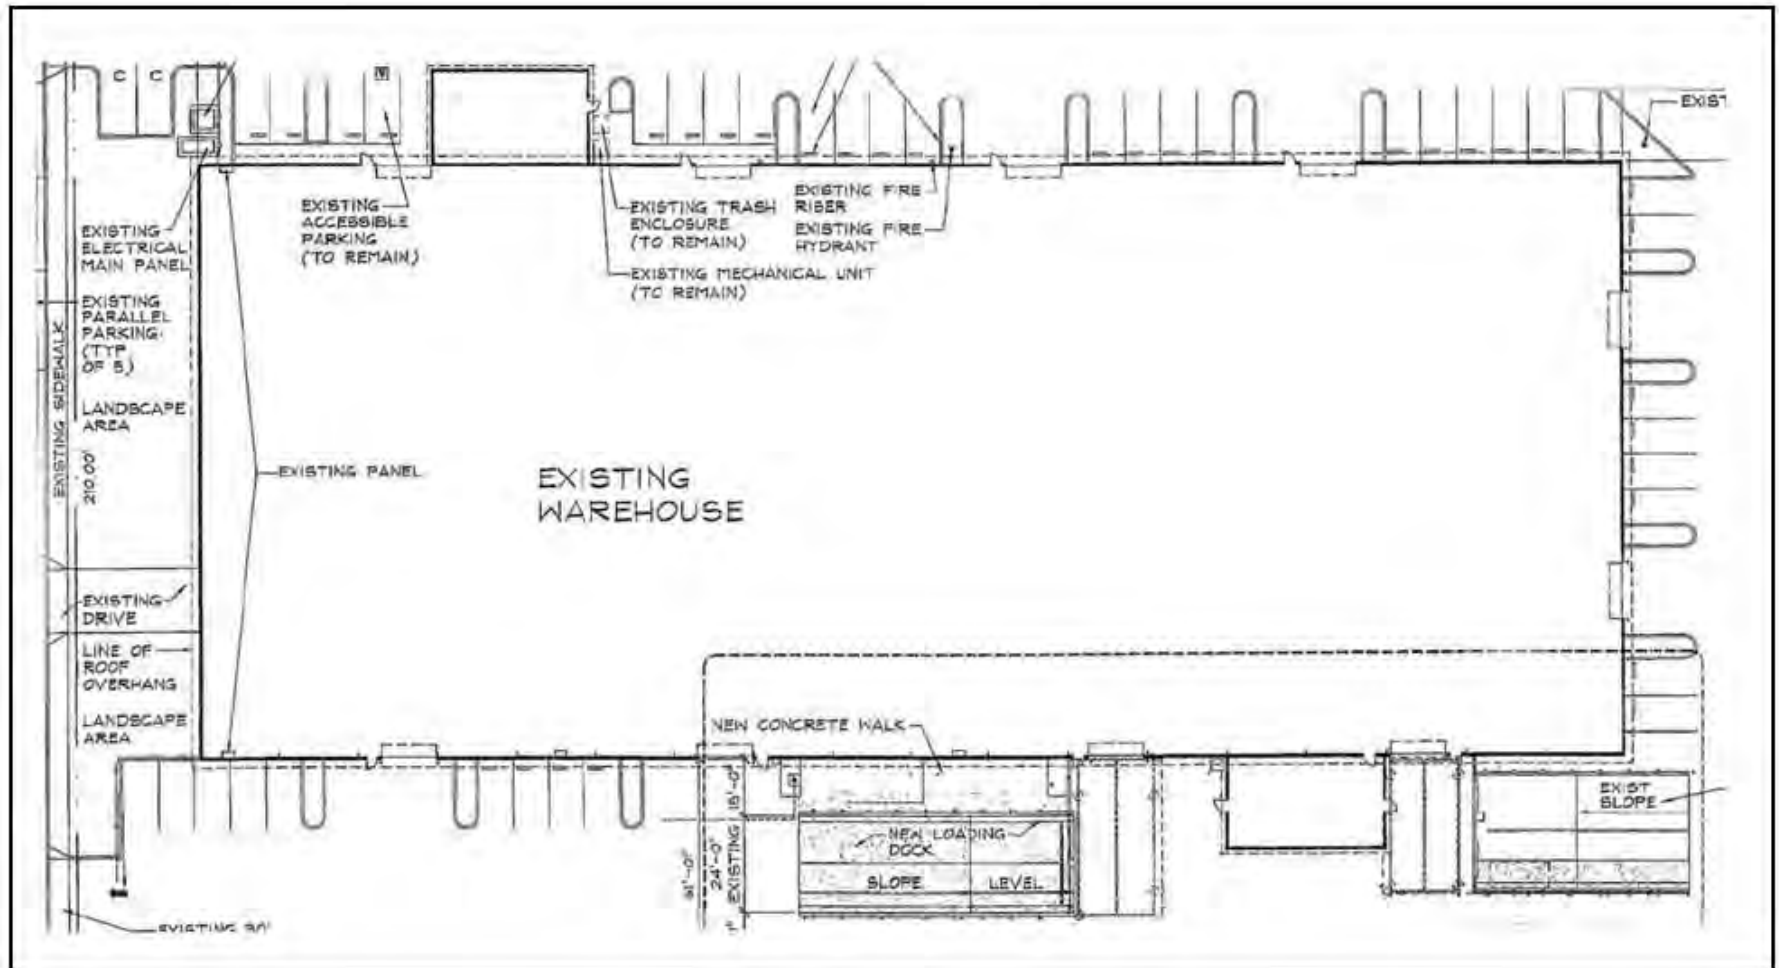 C C
V
EXIST
EXISTING
ELECTRICAL
MAIN PANEL
EXISTING
ACCESSIBLE
PARKING
(TO REMAIN)
EXISTING TRASH
ENCLOSURE
(TO REMAIN)
EXISTING MECHANICAL UNIT
(TO REMAIN)
EXISTING FIRE
RISER
EXISTING FIRE
HYDRANT
EXISTING
PARALLEL
PARKING
(TYP
OF 5)
EXISTING SIDEWALK
LANDSCAPE
AREA
210.00'
EXISTING PANEL
EXISTING
WAREHOUSE
EXISTING
DRIVE
LINE OF
ROOF
OVERHANG
LANDSCAPE
AREA
NEW CONCRETE WALK
NEW LOADING
DOCK
SLOPE
LEVEL
24'-0"
EXISTING
EXIST
SLOPE
EXISTING 30'